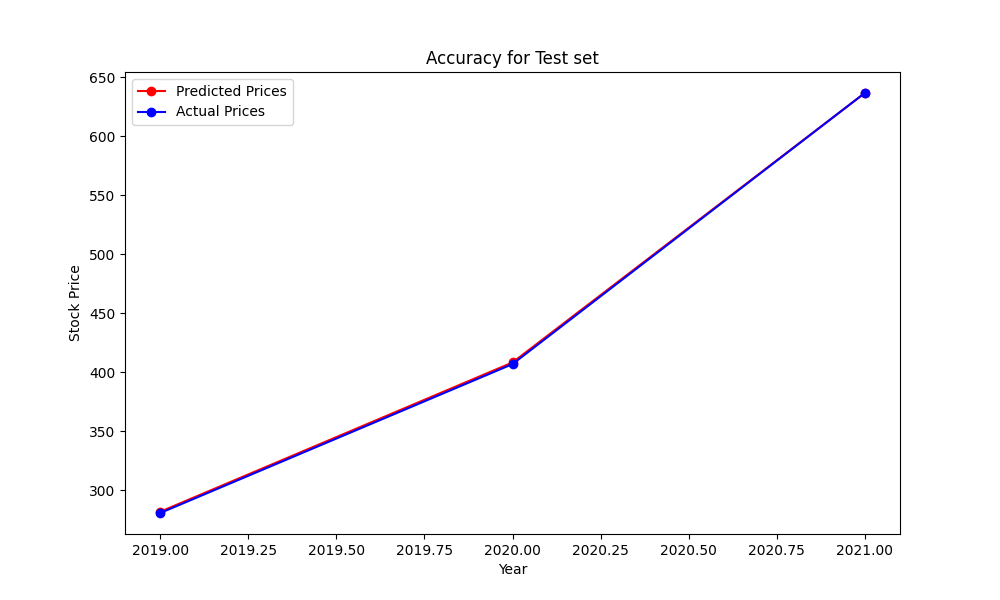 Accuracy for Test set
Predicted Prices
Actual Prices
650
600
550
500
450
400
350
300
Stock Price
2019.00 2019.25 2019.50 2019.75 2020.00 2020.25 2020.50 2020.75 2021.00
Year